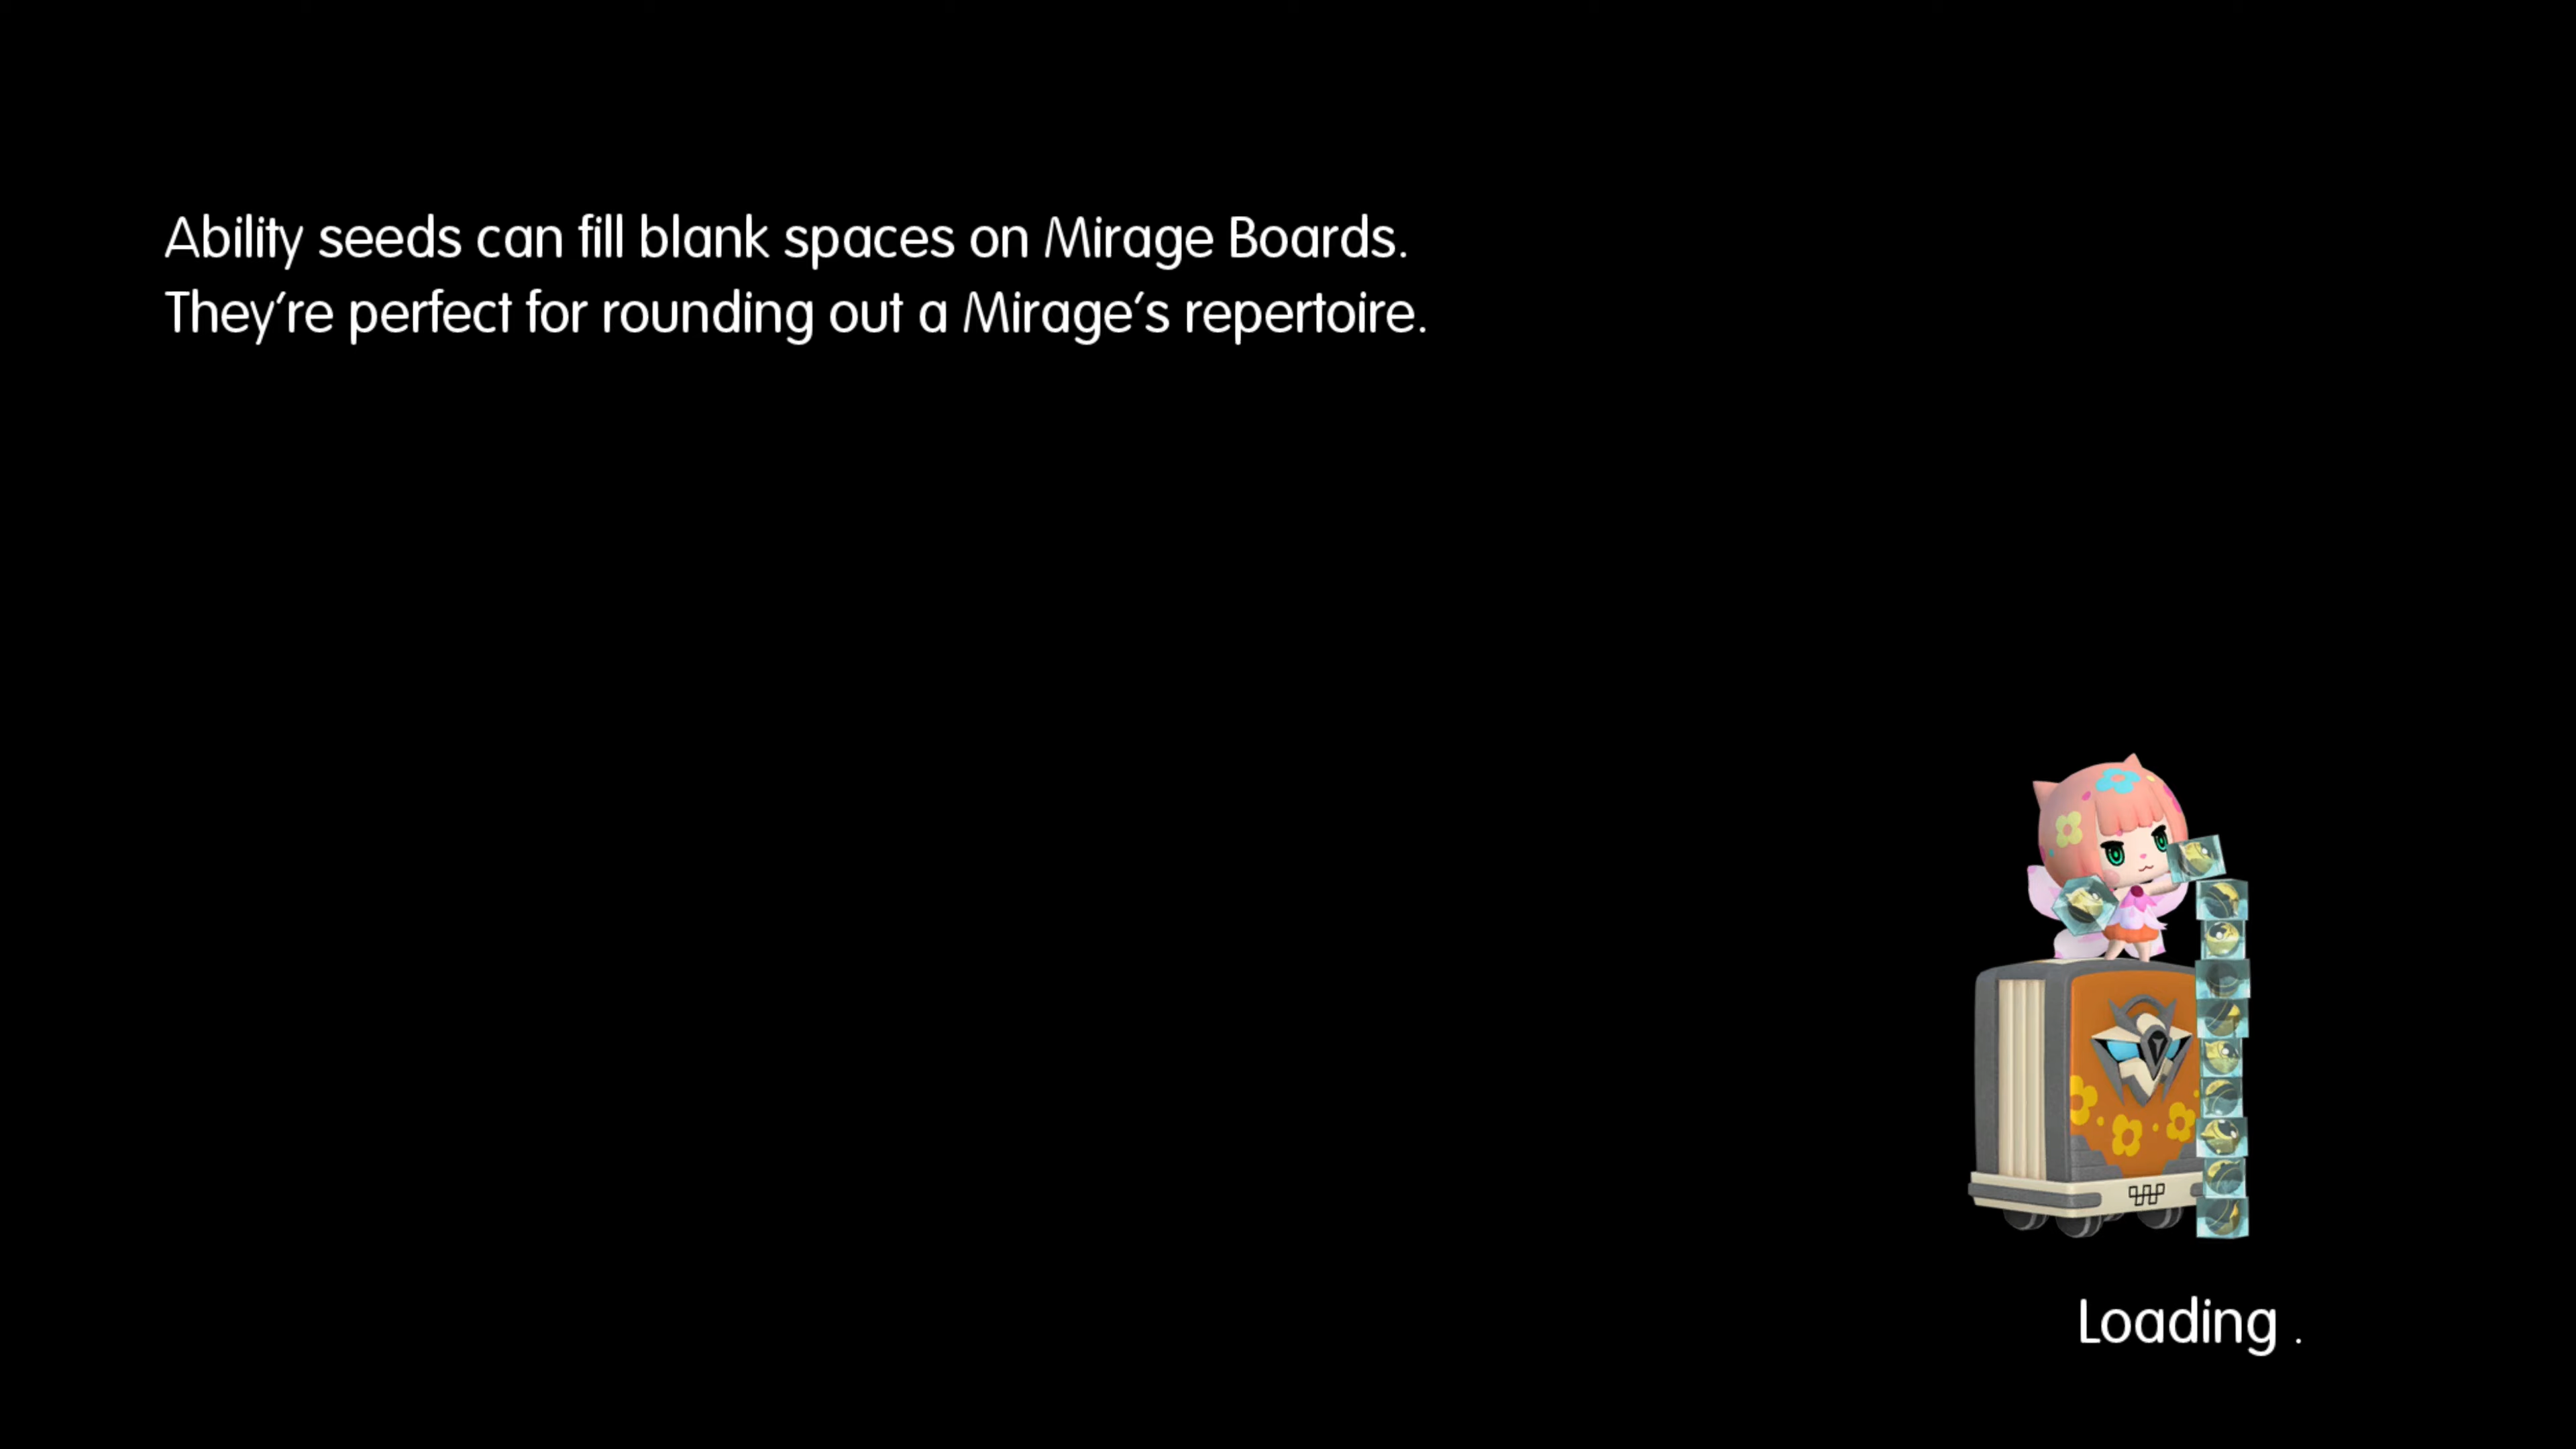 Ability seeds can fill blank spaces on Mirage Boards.
They're perfect for rounding out a Mirage's repertoire.
Loading .